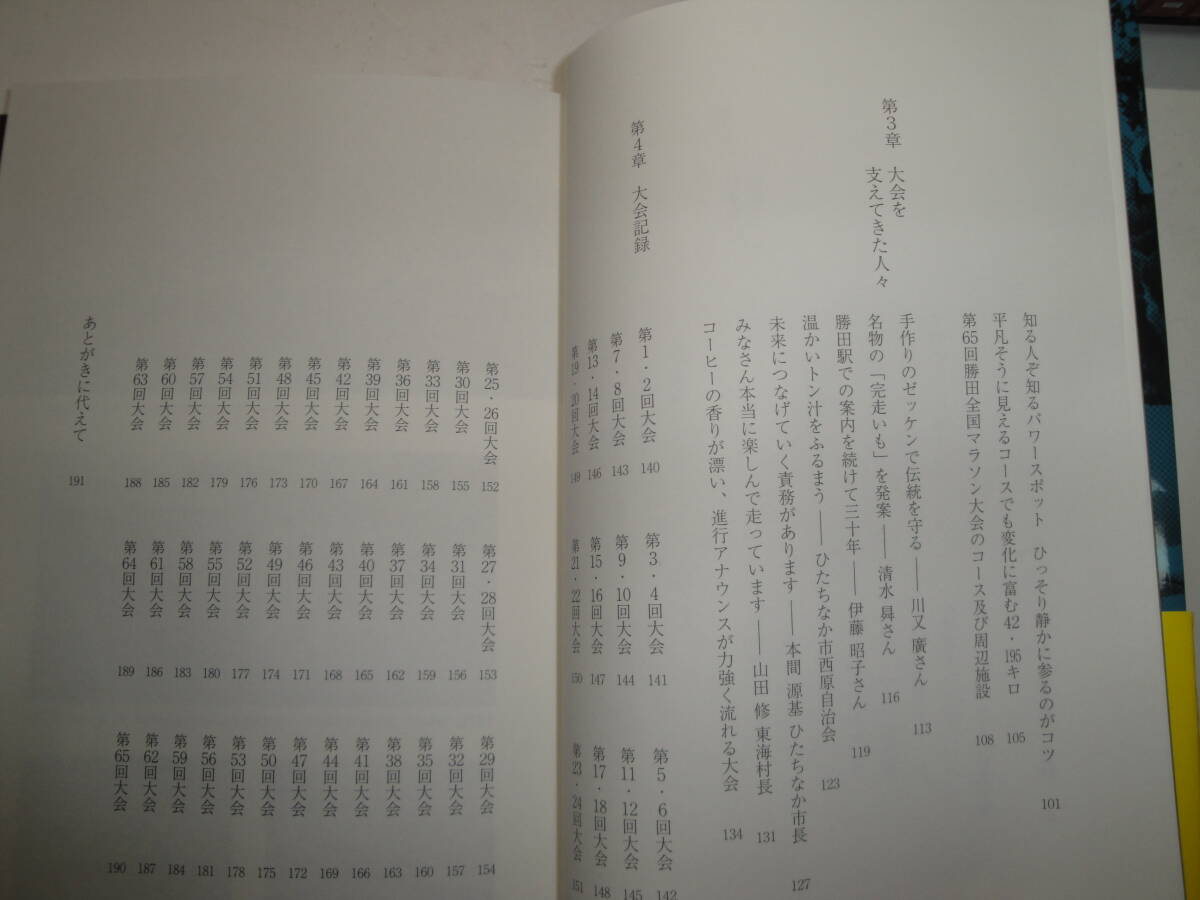 知る人ぞ知るパワースポット ひっそり静かに参るのがコツ 101
平凡そうに見えるコースでも変化に富む42・195キロ 105
第65回勝田全国マラソン大会のコース及び周辺施設 108
第3章 大会を
支えてきた人々
手作りのゼッケンで伝統を守る ―― 川又 廣さん 113
名物の「完走いも」を発案 ―― 清水 曻さん 116
勝田駅での案内を続けて三十年 ―― 伊藤 昭子さん 119
温かいトン汁をふるまう ―― ひたちなか市西原自治会 123
未来につなげていく責務があります ―― 本間 源基 ひたちなか市長 127
みなさん本当に楽しんで走っています ―― 山田 修 東海村長 131
コーヒーの香りが漂い、進行アナウンスが力強く流れる大会 134
第4章 大会記録
第1・2回大会 140 第3・4回大会 141 第5・6回大会 142
第7・8回大会 143 第9・10回大会 144 第11・12回大会 145
第13・14回大会 146 第15・16回大会 147 第17・18回大会 148
第19・20回大会 149 第21・22回大会 150 第23・24回大会 151
第25・26回大会 152 第27・28回大会 153 第29回大会 154
第30回大会 155 第31回大会 156 第32回大会 157
第33回大会 158 第34回大会 159 第35回大会 160
第36回大会 161 第37回大会 162 第38回大会 163
第39回大会 164 第40回大会 165 第41回大会 166
第42回大会 167 第43回大会 168 第44回大会 169
第45回大会 170 第46回大会 171 第47回大会 172
第48回大会 173 第49回大会 174 第50回大会 175
第51回大会 176 第52回大会 177 第53回大会 178
第54回大会 179 第55回大会 180 第56回大会 181
第57回大会 182 第58回大会 183 第59回大会 184
第60回大会 185 第61回大会 186 第62回大会 187
第63回大会 188 第64回大会 189 第65回大会 190
あとがきに代えて 191